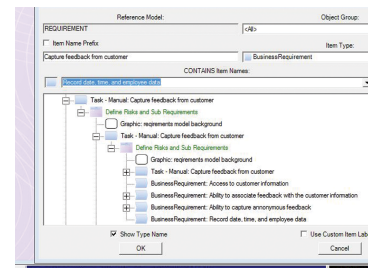 Reference Model: Object Group:
REQUIREMENT <All>
Item Name Prefix Item Type:
Capture feedback from customer BusinessRequirement
CONTAINS Item Names:
Record date, time, and employee data
Task - Manual: Capture feedback from customer
Define Risks and Sub Requirements
Graphic: reqirements model background
Task - Manual: Capture feedback from customer
Define Risks and Sub Requirements
Graphic: reqirements model background
Task - Manual: Capture feedback from customer
BusinessRequirement: Access to customer information
BusinessRequirement: Ability to associate feedback with the customer information
BusinessRequirement: Ability to capture annonymous feedback
BusinessRequirement: Record date, time, and employee data
Show Type Name Use Custom Item Lab
OK Cancel